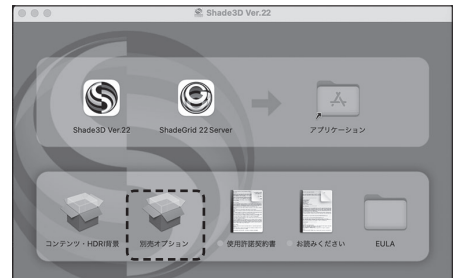 Shade3D Ver.22
Shade3D Ver.22
ShadeGrid 22 Server
アプリケーション
コンテンツ・HDRI背景
別売オプション
使用許諾契約書
お読みください
EULA